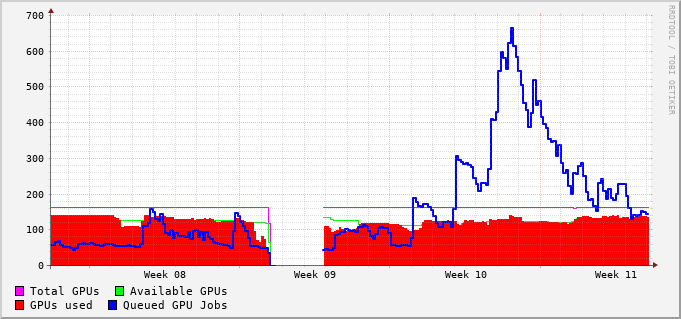 700
600
500
400
300
200
100
0
Week 08 Week 09 Week 10 Week 11
Total GPUs Available GPUs
GPUs used Queued GPU Jobs
RRDTOOL / TOBI OETIKER